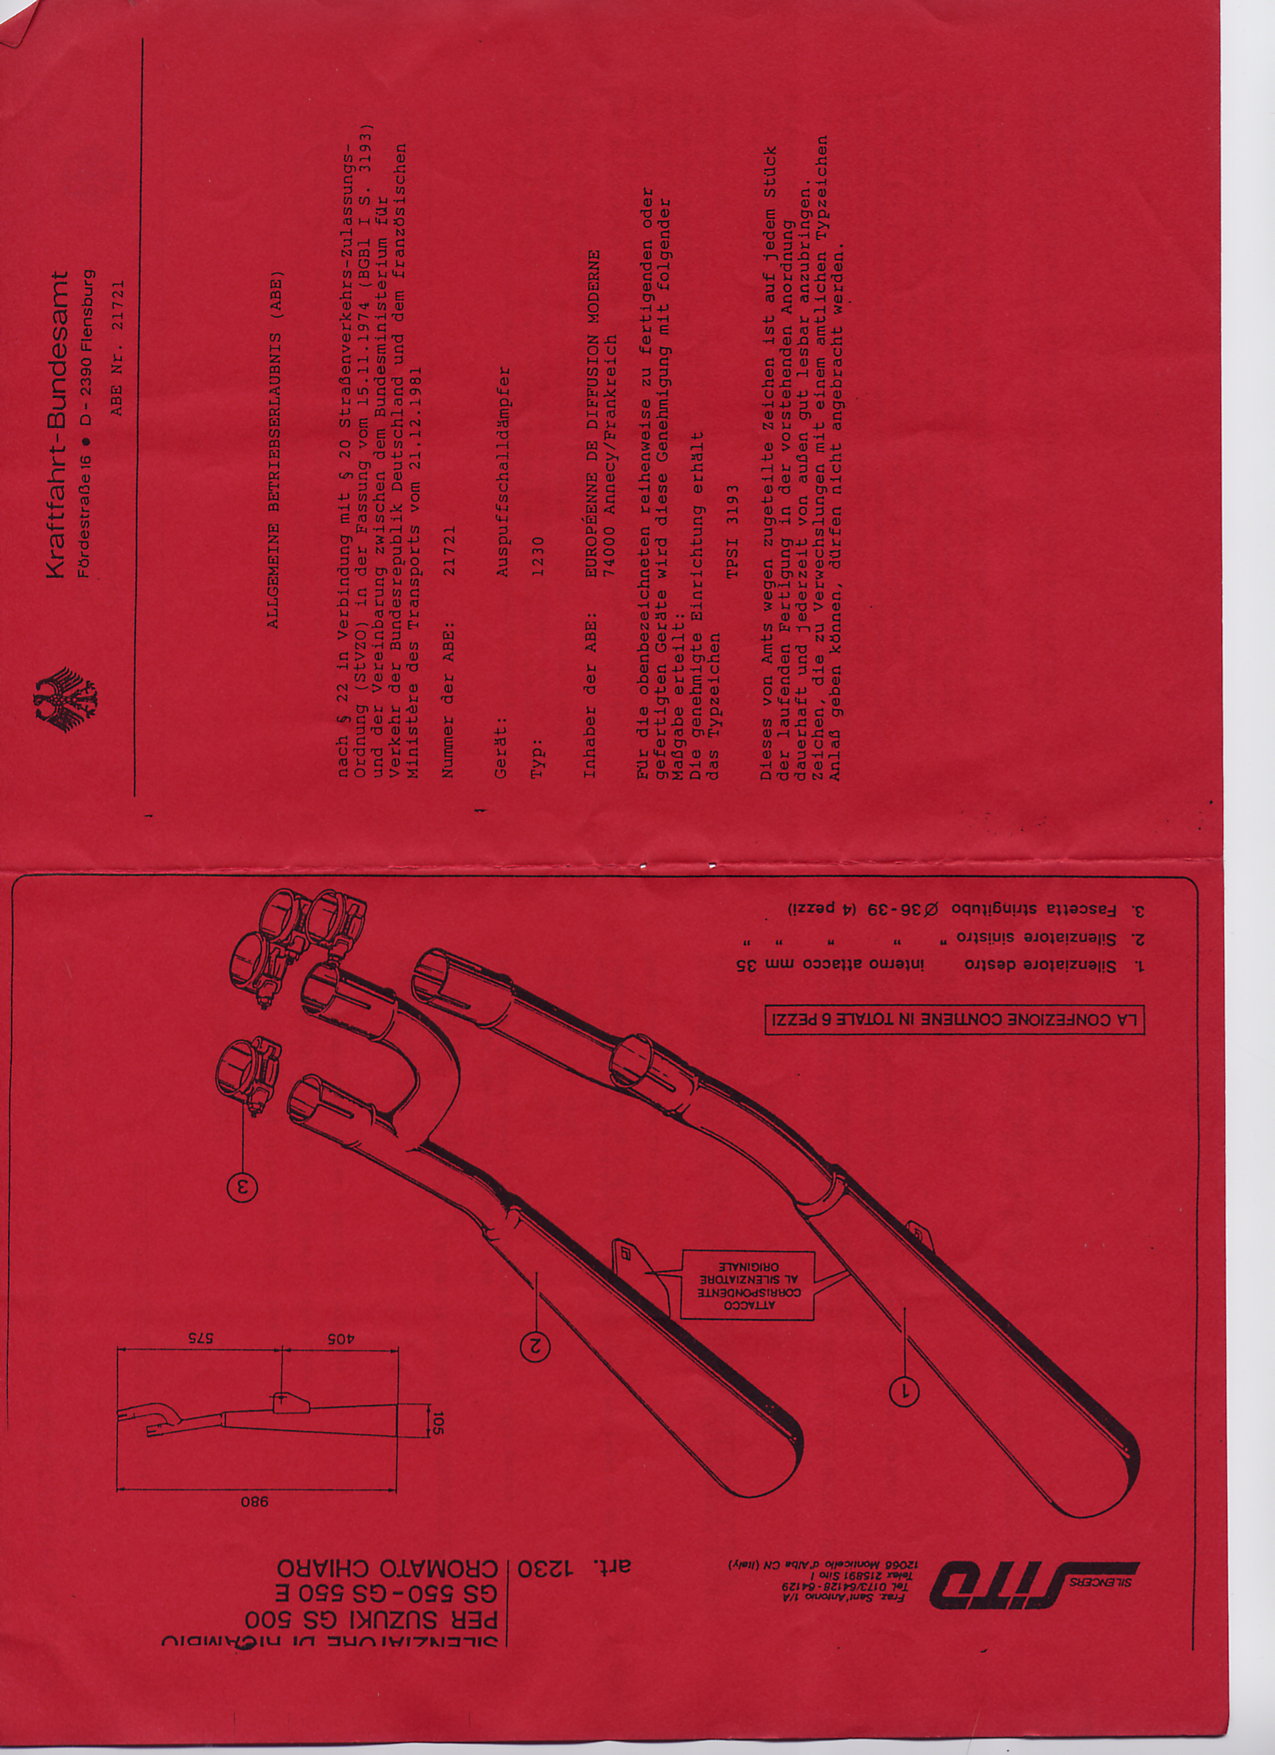 Kraftfahrt-Bundesamt
Fördestraße 16 ● D - 2390 Flensburg
ABE Nr. 21721
ALLGEMEINE BETRIEBSERLAUBNIS (ABE)
nach § 22 in Verbindung mit § 20 Straßenverkehrs-Zulassungs-
Ordnung (StVZO) in der Fassung vom 15.11.1974 (BGBl I S. 3193)
und der Vereinbarung zwischen dem Bundesministerium für
Verkehr der Bundesrepublik Deutschland und dem französischen
Ministère des Transports vom 21.12.1981
Nummer der ABE: 21721
Gerät: Auspuffschalldämpfer
Typ: 1230
Inhaber der ABE: EUROPÉENNE DE DIFFUSION MODERNE
74000 Annecy/Frankreich
Für die obenbezeichneten reihenweise zu fertigenden oder
gefertigten Geräte wird diese Genehmigung mit folgender
Maßgabe erteilt:
Die genehmigte Einrichtung erhält
das Typzeichen
TPSI 3193
Dieses von Amts wegen zugeteilte Zeichen ist auf jedem Stück
der laufenden Fertigung in der vorstehenden Anordnung
dauerhaft und jederzeit von außen gut lesbar anzubringen.
Zeichen, die zu Verwechslungen mit einem amtlichen Typzeichen
Anlaß geben können, dürfen nicht angebracht werden.
SILENCERS SITO
Fraz. Sant'Antonio 1/A
Tel. 0173/64128 - 64129
Telex 215891 Sito I
12066 Monticello d'Alba CN (Italy)
art. 1230
SILENZIATORE DI RICAMBIO
PER SUZUKI GS 500
GS 550 - GS 550 E
CROMATO CHIARO
980
105
405
575
1
2
3
ATTACCO
CORRISPONDENTE
AL SILENZIATORE
ORIGINALE
LA CONFEZIONE CONTIENE IN TOTALE 6 PEZZI
1. Silenziatore destro interno attacco mm 35
2. Silenziatore sinistro " " " " "
3. Fascetta stringitubo Ø 36-39 (4 pezzi)